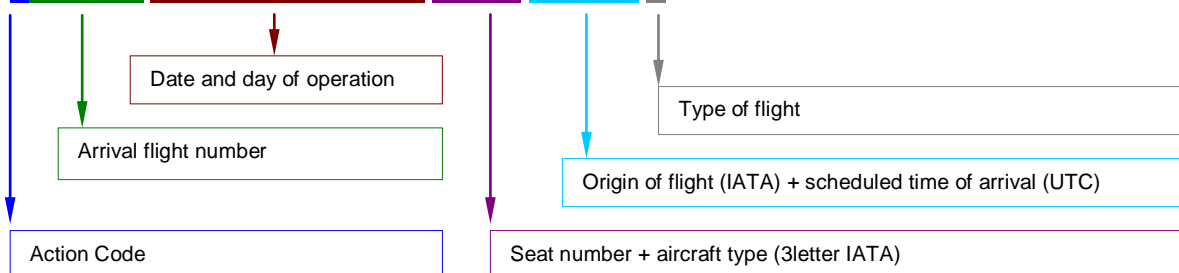 Date and day of operation
Type of flight
Arrival flight number
Origin of flight (IATA) + scheduled time of arrival (UTC)
Action Code
Seat number + aircraft type (3letter IATA)